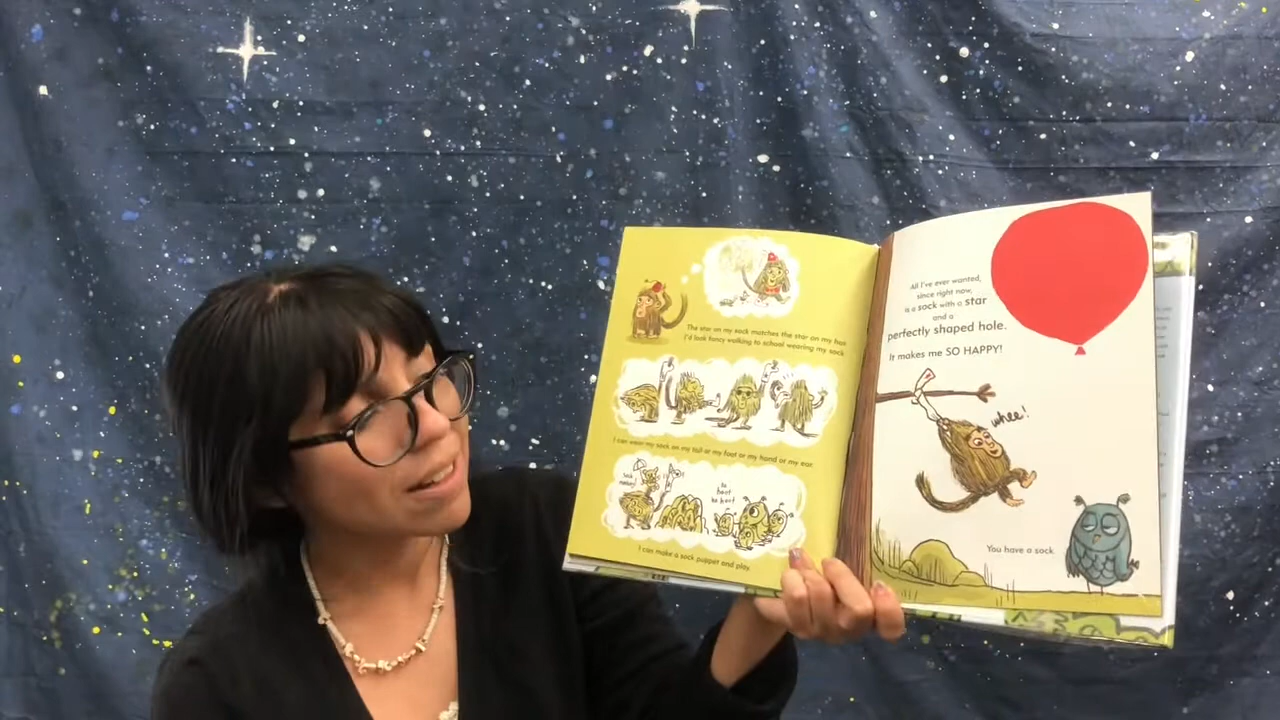 The star on my sock matches the star on my hat
I'd look fancy walking to school wearing my sock
I can wear my sock on my tail or my foot or my hand or my ear.
I can make a sock puppet and play.
All I've ever wanted,
since right now,
is a sock with a star
and a
perfectly shaped hole.
It makes me SO HAPPY!
whee!
You have a sock.